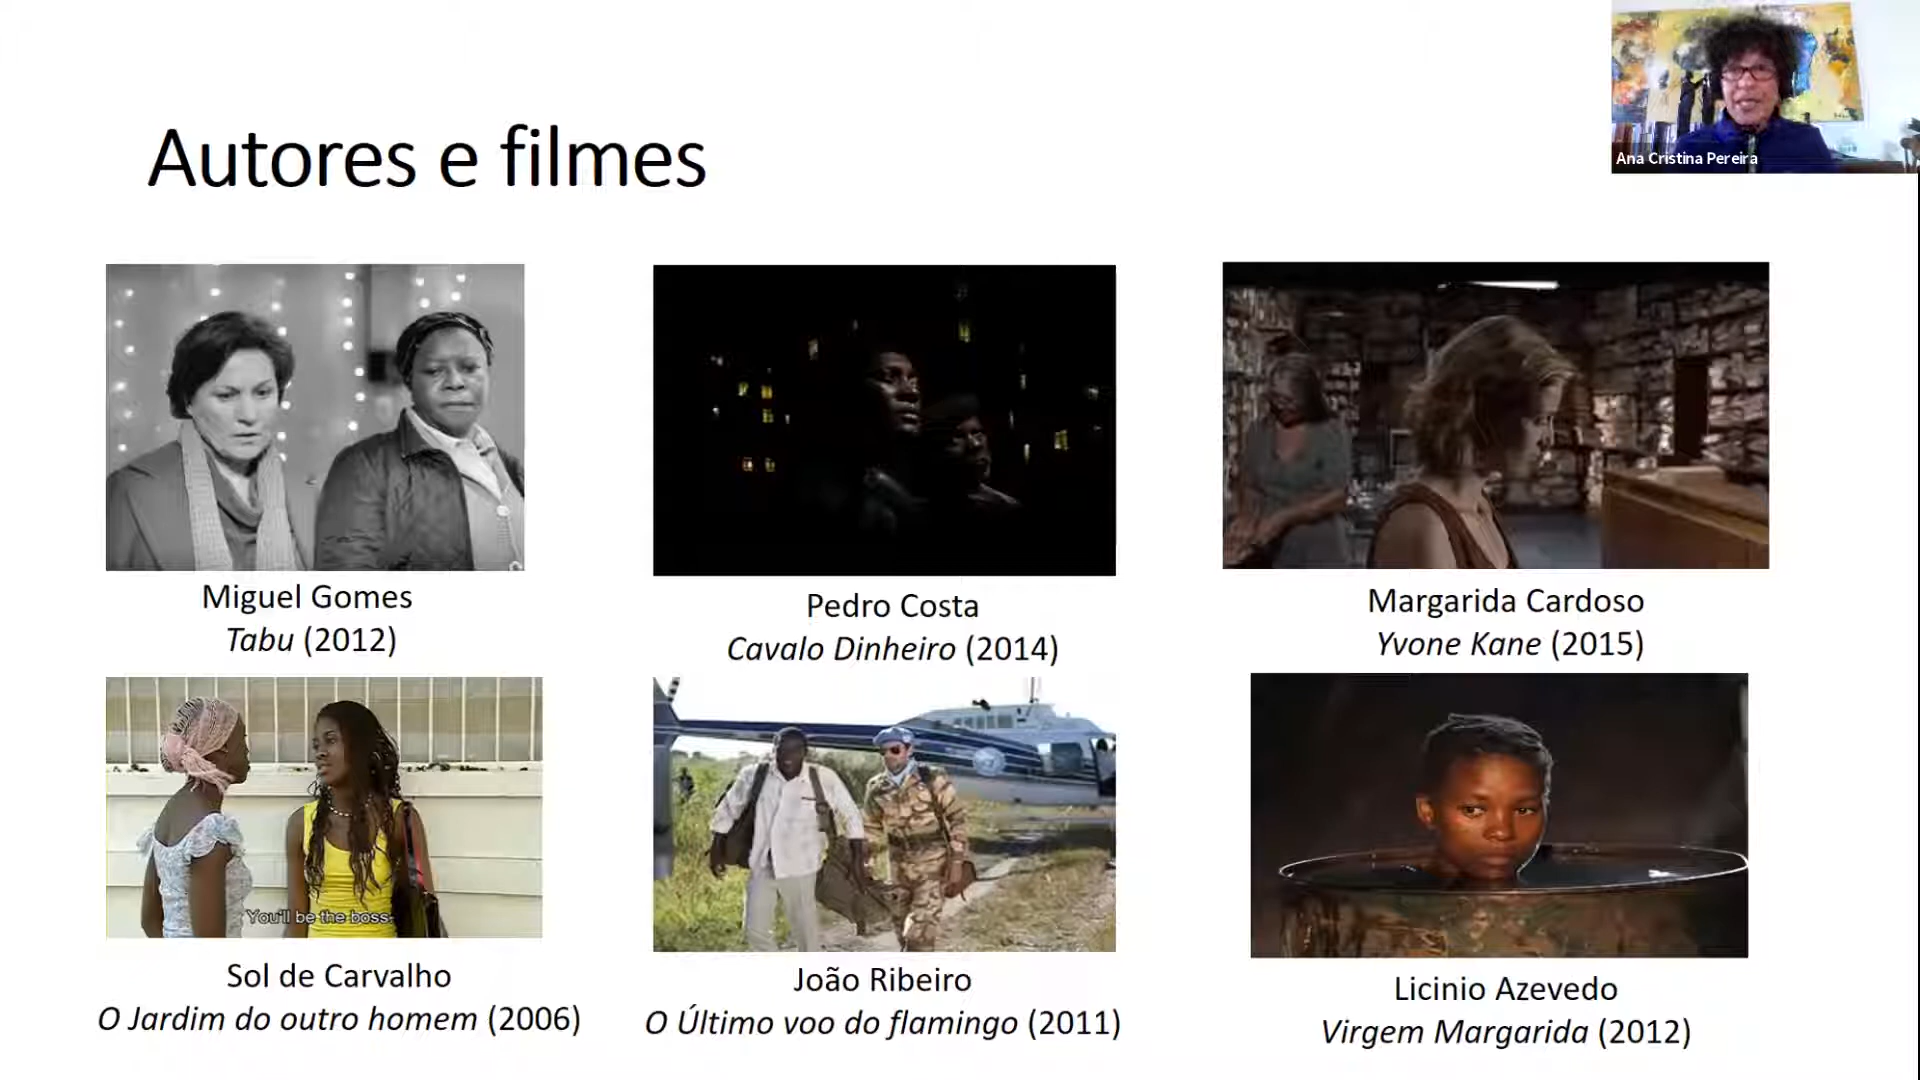 Autores e filmes
Ana Cristina Pereira
Miguel Gomes
Tabu (2012)
Pedro Costa
Cavalo Dinheiro (2014)
Margarida Cardoso
Yvone Kane (2015)
You'll be the boss-
Sol de Carvalho
O Jardim do outro homem (2006)
João Ribeiro
O Último voo do flamingo (2011)
Licinio Azevedo
Virgem Margarida (2012)